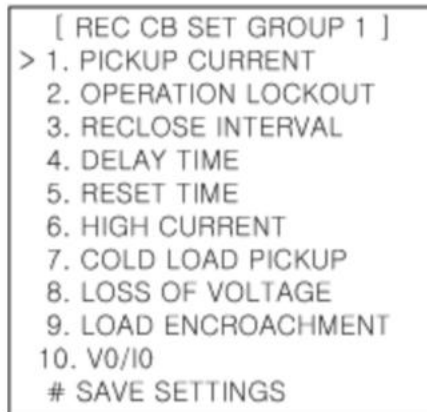 [ REC CB SET GROUP 1 ]
> 1. PICKUP CURRENT
2. OPERATION LOCKOUT
3. RECLOSE INTERVAL
4. DELAY TIME
5. RESET TIME
6. HIGH CURRENT
7. COLD LOAD PICKUP
8. LOSS OF VOLTAGE
9. LOAD ENCROACHMENT
10. V0/I0
# SAVE SETTINGS